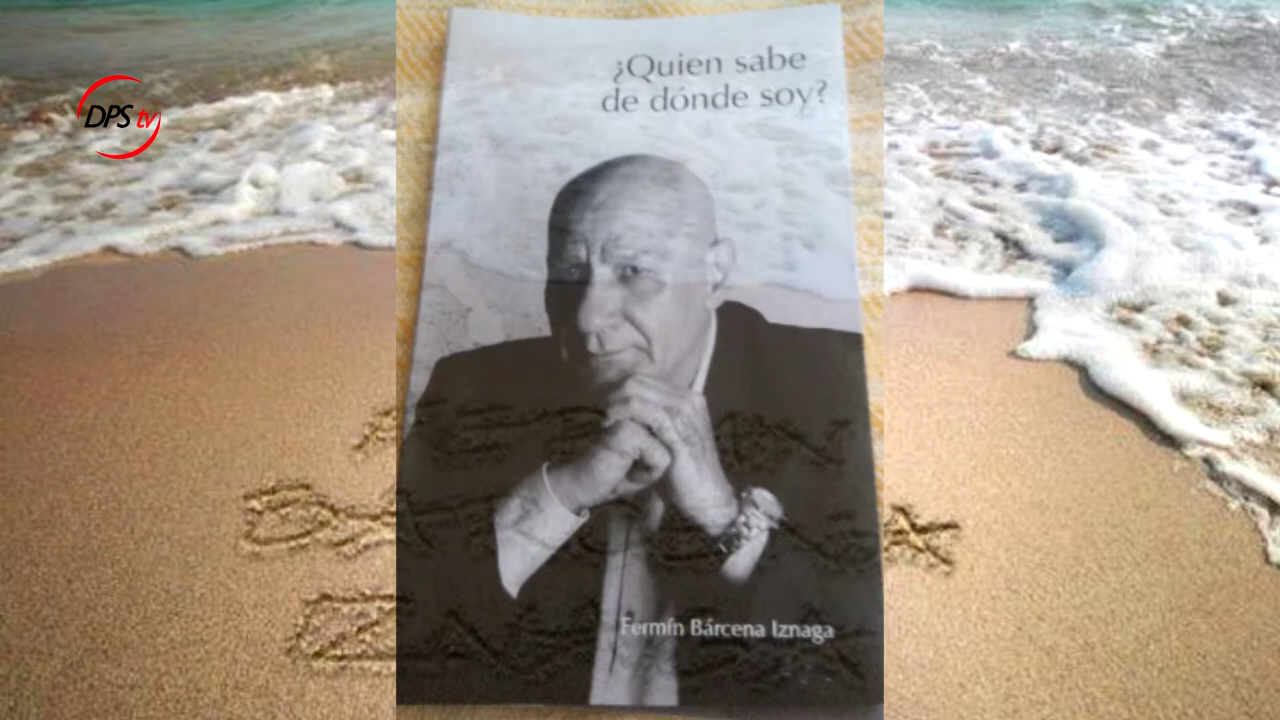 DPS tv
¿Quien sabe
de dónde soy?
Fermín Bárcena Iznaga